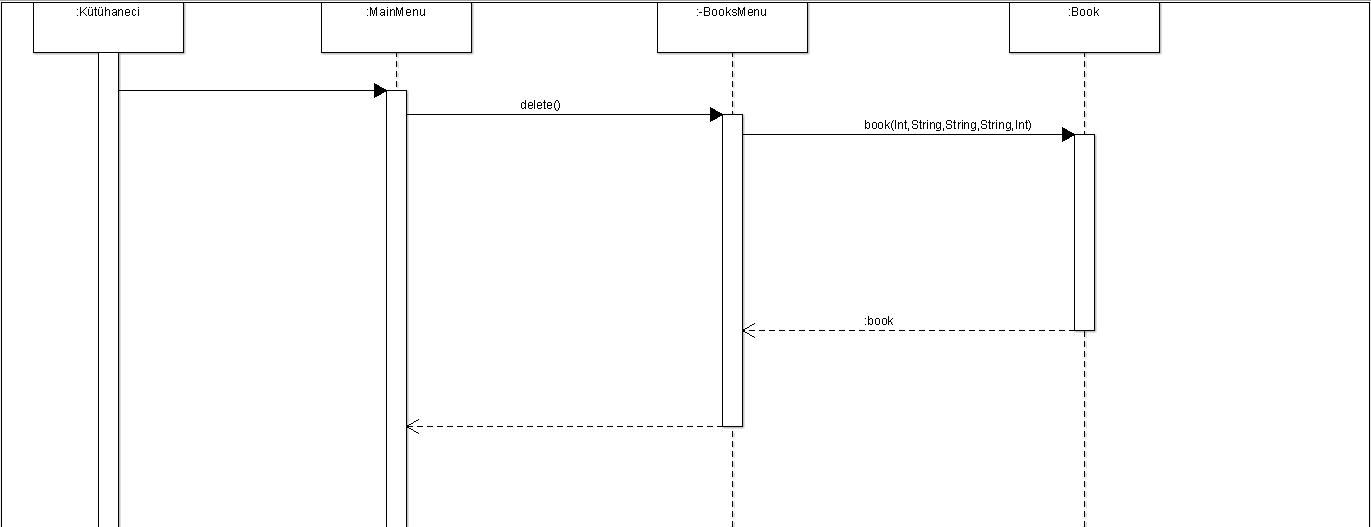 :Kütühaneci
:MainMenu
:-BooksMenu
:Book
delete()
book(Int,String,String,String,Int)
:book